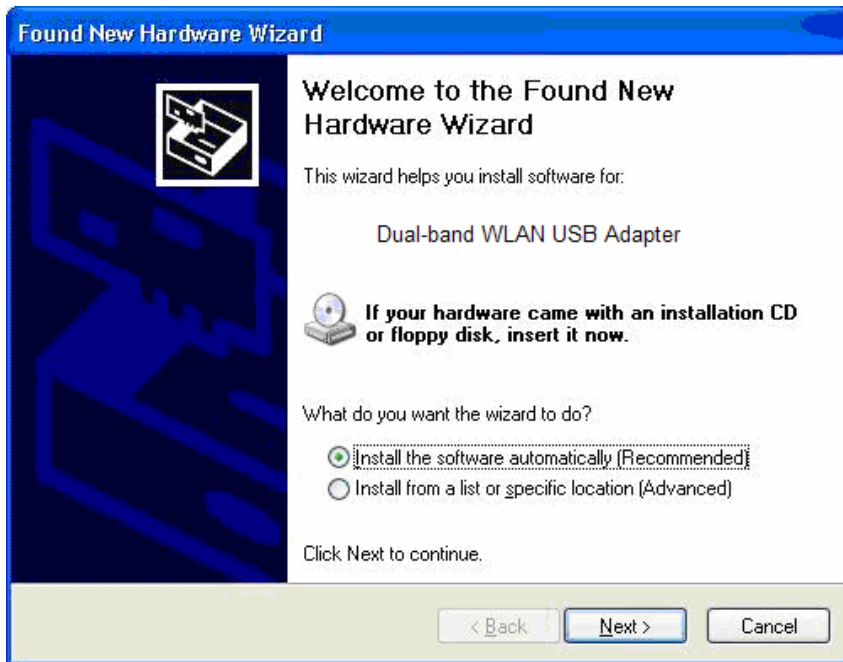 Found New Hardware Wizard
Welcome to the Found New
Hardware Wizard
This wizard helps you install software for:
Dual-band WLAN USB Adapter
If your hardware came with an installation CD
or floppy disk, insert it now.
What do you want the wizard to do?
Install the software automatically (Recommended)
Install from a list or specific location (Advanced)
Click Next to continue.
< Back
Next >
Cancel